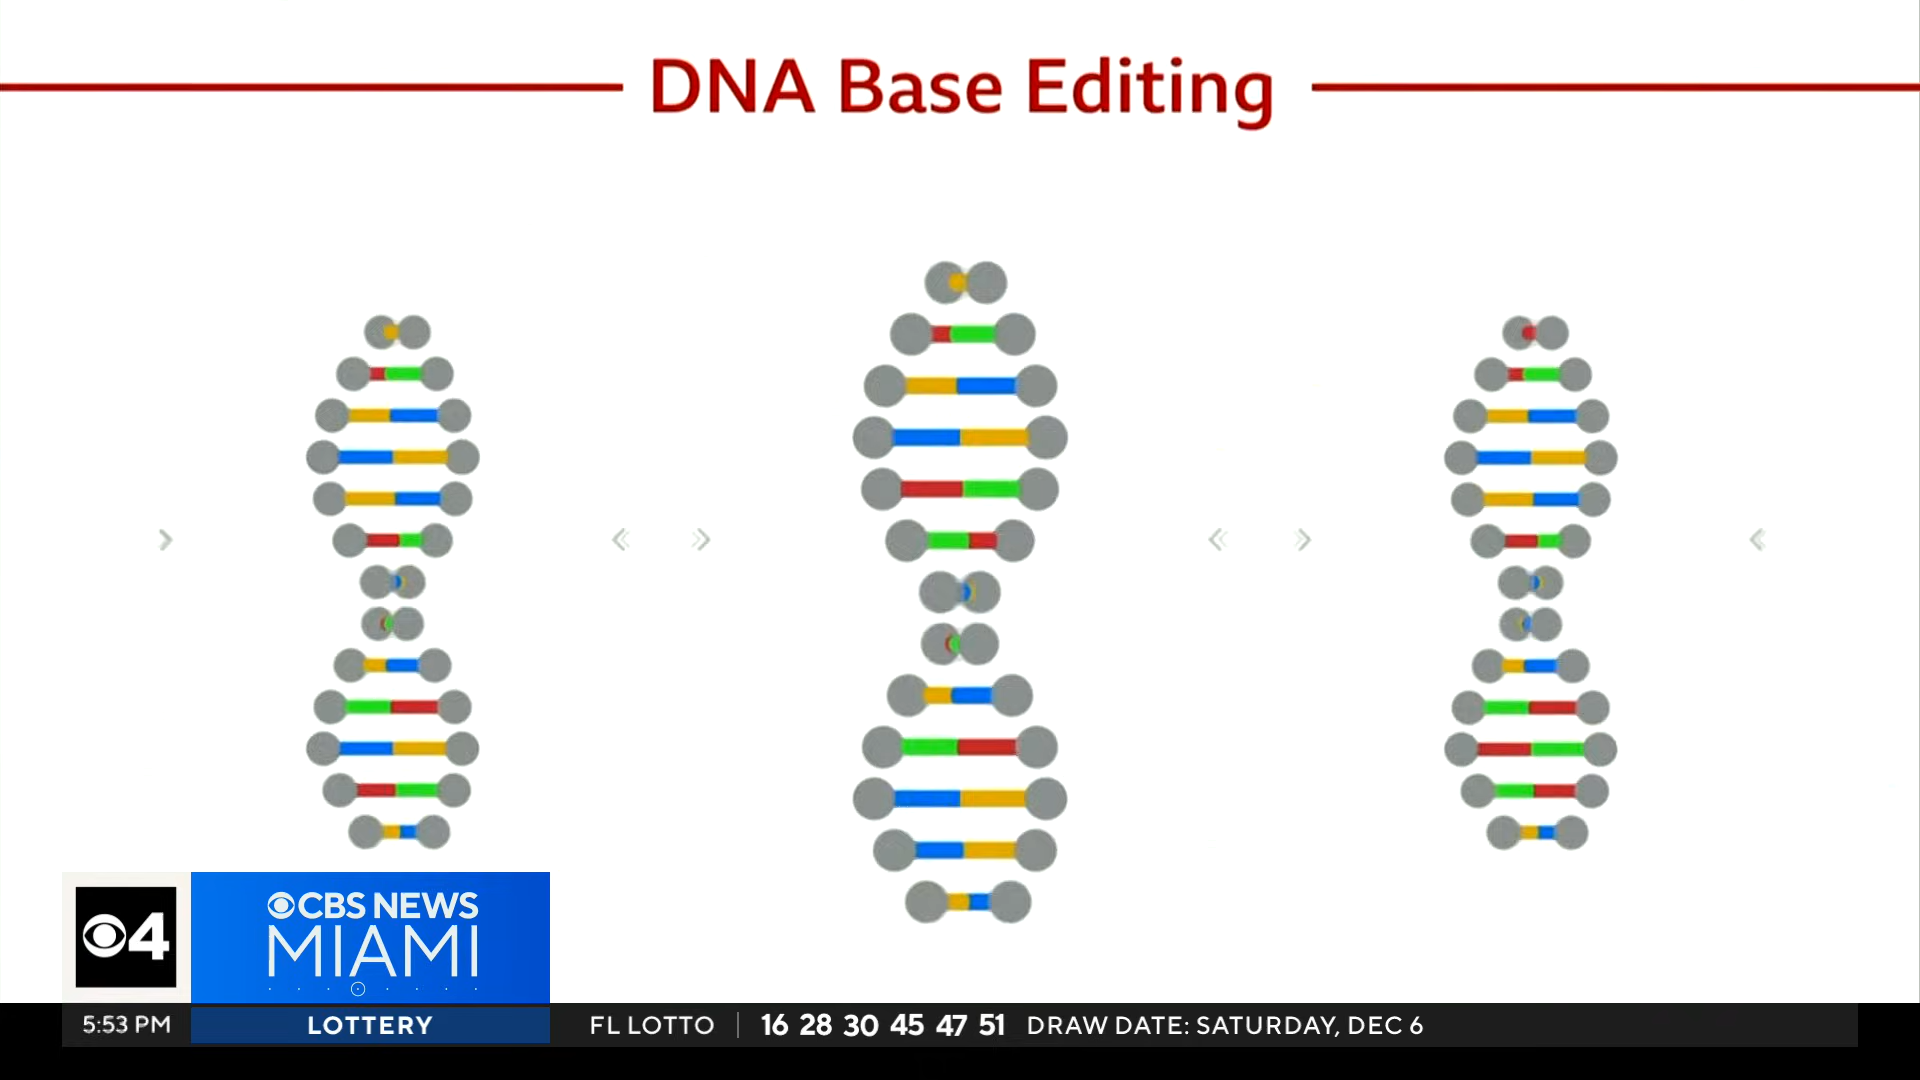 DNA Base Editing
4
CBS NEWS
MIAMI
5:53 PM
LOTTERY
FL LOTTO | 16 28 30 45 47 51 DRAW DATE: SATURDAY, DEC 6